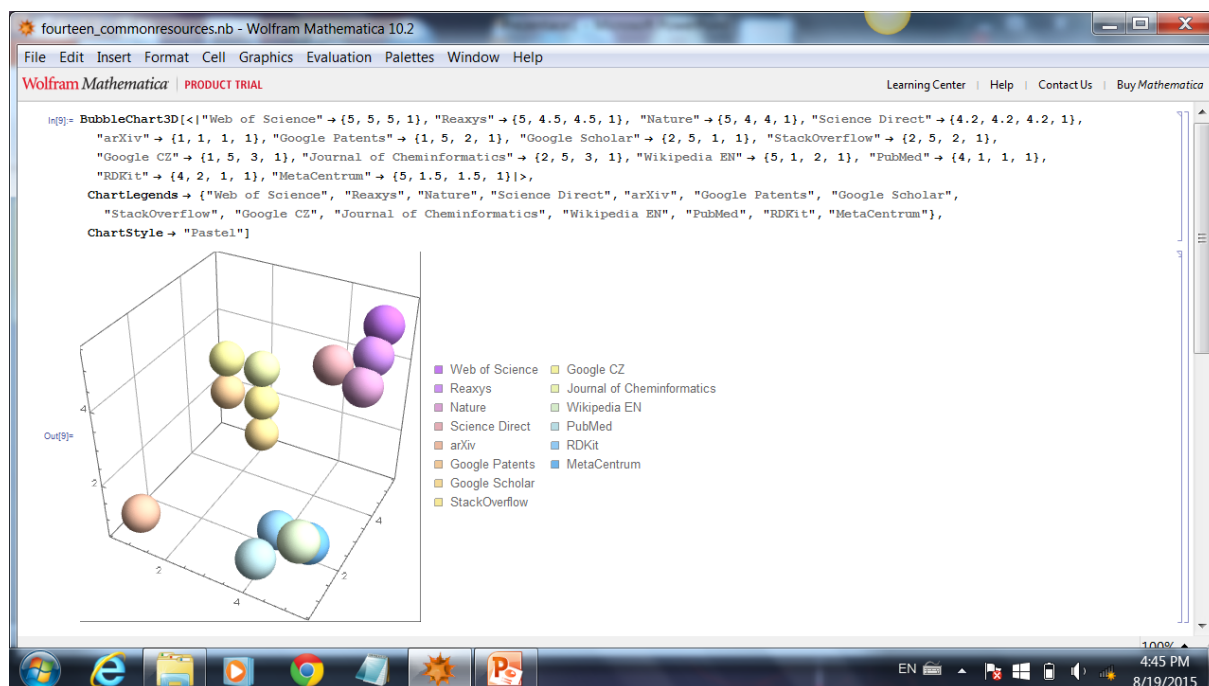 fourteen_commonresources.nb - Wolfram Mathematica 10.2
File Edit Insert Format Cell Graphics Evaluation Palettes Window Help
Wolfram Mathematica | PRODUCT TRIAL Learning Center | Help | Contact Us | Buy Mathematica
In[9]:= BubbleChart3D[<|"Web of Science" → {5, 5, 5, 1}, "Reaxys" → {5, 4.5, 4.5, 1}, "Nature" → {5, 4, 4, 1}, "Science Direct" → {4.2, 4.2, 4.2, 1},
"arXiv" → {1, 1, 1, 1}, "Google Patents" → {1, 5, 2, 1}, "Google Scholar" → {2, 5, 1, 1}, "StackOverflow" → {2, 5, 2, 1},
"Google CZ" → {1, 5, 3, 1}, "Journal of Cheminformatics" → {2, 5, 3, 1}, "Wikipedia EN" → {5, 1, 2, 1}, "PubMed" → {4, 1, 1, 1},
"RDKit" → {4, 2, 1, 1}, "MetaCentrum" → {5, 1.5, 1.5, 1}|>,
ChartLegends → {"Web of Science", "Reaxys", "Nature", "Science Direct", "arXiv", "Google Patents", "Google Scholar",
"StackOverflow", "Google CZ", "Journal of Cheminformatics", "Wikipedia EN", "PubMed", "RDKit", "MetaCentrum"},
ChartStyle → "Pastel"]
Out[9]=
4
2
2
4
2
4
Web of Science
Reaxys
Nature
Science Direct
arXiv
Google Patents
Google Scholar
StackOverflow
Google CZ
Journal of Cheminformatics
Wikipedia EN
PubMed
RDKit
MetaCentrum
100%
EN
4:45 PM
8/19/2015